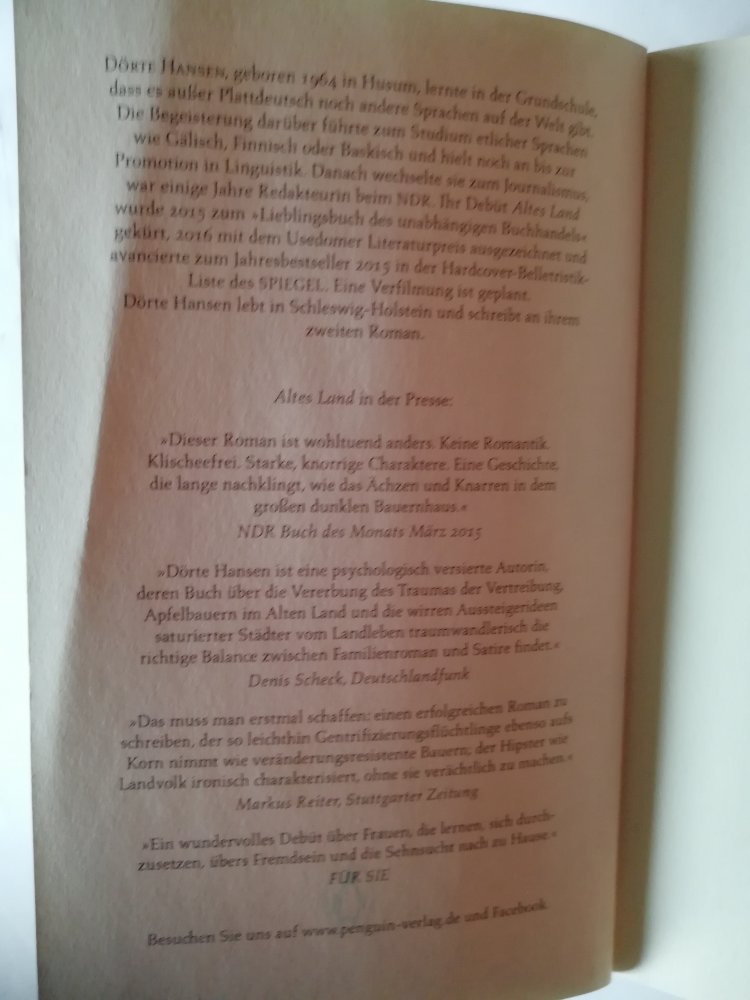 DÖRTE HANSEN, geboren 1964 in Husum, lernte in der Grundschule,
dass es außer Plattdeutsch noch andere Sprachen auf der Welt gibt.
Die Begeisterung darüber führte zum Studium etlicher Sprachen
wie Gälisch, Finnisch oder Baskisch und hielt noch an bis zur
Promotion in Linguistik. Danach wechselte sie zum Journalismus,
war einige Jahre Redakteurin beim NDR. Ihr Debüt Altes Land
wurde 2015 zum »Lieblingsbuch des unabhängigen Buchhandels«
gekürt, 2016 mit dem Usedomer Literaturpreis ausgezeichnet und
avancierte zum Jahresbestseller 2015 in der Hardcover-Belletristik-
Liste des SPIEGEL. Eine Verfilmung ist geplant.
Dörte Hansen lebt in Schleswig-Holstein und schreibt an ihrem
zweiten Roman.
Altes Land in der Presse:
»Dieser Roman ist wohltuend anders. Keine Romantik.
Klischeefrei. Starke, knorrige Charaktere. Eine Geschichte,
die lange nachklingt, wie das Ächzen und Knarren in dem
großen dunklen Bauernhaus.«
NDR Buch des Monats März 2015
»Dörte Hansen ist eine psychologisch versierte Autorin,
deren Buch über die Vererbung des Traumas der Vertreibung,
Apfelbauern im Alten Land und die wirren Aussteigerideen
saturierter Städter vom Landleben traumwandlerisch die
richtige Balance zwischen Familienroman und Satire findet.«
Denis Scheck, Deutschlandfunk
»Das muss man erstmal schaffen: einen erfolgreichen Roman zu
schreiben, der so leichthin Gentrifizierungsflüchtlinge ebenso aufs
Korn nimmt wie veränderungsresistente Bauern; der Hipster wie
Landvolk ironisch charakterisiert, ohne sie verächtlich zu machen.«
Markus Reiter, Stuttgarter Zeitung
»Ein wundervolles Debüt über Frauen, die lernen, sich durch-
zusetzen, übers Fremdsein und die Sehnsucht nach zu Hause.«
FÜR SIE
Besuchen Sie uns auf www.penguin-verlag.de und Facebook.